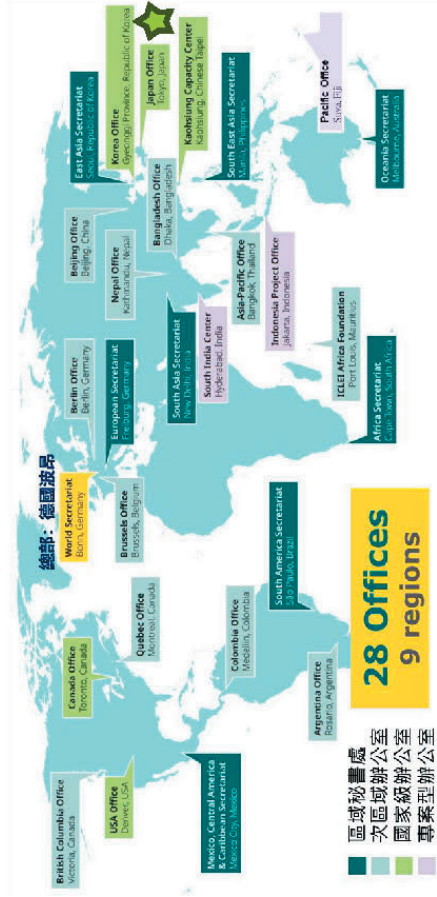 總部: 德國波昂
World Secretariat
Bonn, Germany
British Columbia Office
Victoria, Canada
Canada Office
Toronto, Canada
USA Office
Denver, USA
Quebec Office
Montreal, Canada
Mexico, Central America
& Caribbean Secretariat
Mexico City, Mexico
Colombia Office
Medellin, Colombia
South America Secretariat
São Paulo, Brazil
Argentina Office
Rosario, Argentina
Berlin Office
Berlin, Germany
European Secretariat
Freiburg, Germany
Brussels Office
Brussels, Belgium
Beijing Office
Beijing, China
Nepal Office
Kathmandu, Nepal
Bangladesh Office
Dhaka, Bangladesh
South Asia Secretariat
New Delhi, India
South India Center
Hyderabad, India
East Asia Secretariat
Seoul, Republic of Korea
Korea Office
Gyeonggi Province, Republic of Korea
Japan Office
Tokyo, Japan
Kaohsiung Capacity Center
Kaohsiung, Chinese Taipei
South East Asia Secretariat
Manila, Philippines
Asia-Pacific Office
Bangkok, Thailand
Indonesia Project Office
Jakarta, Indonesia
Pacific Office
Suva, Fiji
Oceania Secretariat
Melbourne, Australia
ICLEI Africa Foundation
Port Louis, Mauritius
Africa Secretariat
Cape Town, South Africa
28 Offices
9 regions
區域秘書處
次區域辦公室
國家級辦公室
專案型辦公室